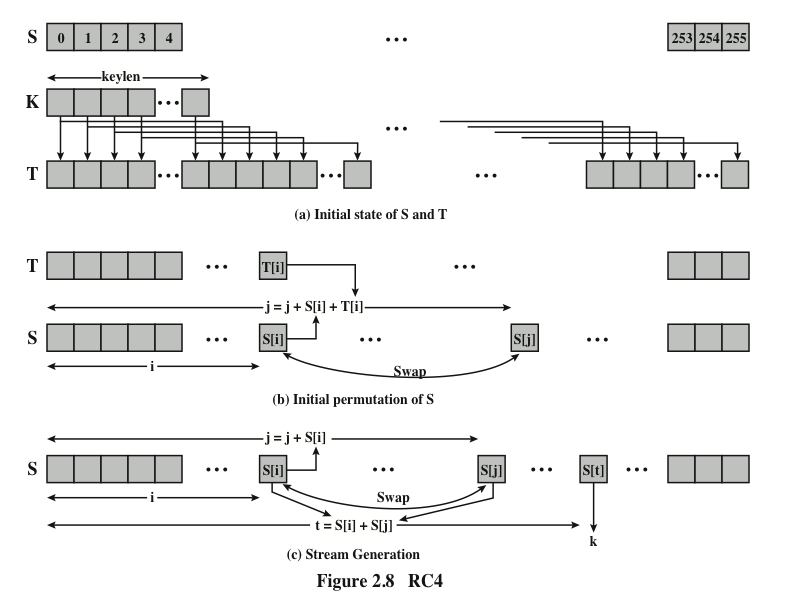 S 0 1 2 3 4 ... 253 254 255
keylen
K ...
...
T ... ... ... ...
(a) Initial state of S and T
T ... T[i] ...
j = j + S[i] + T[i]
S ... S[i] ... S[j] ...
i Swap
(b) Initial permutation of S
j = j + S[i]
S ... S[i] ... S[j] ... S[t] ...
i Swap
t = S[i] + S[j]
k
(c) Stream Generation
Figure 2.8 RC4